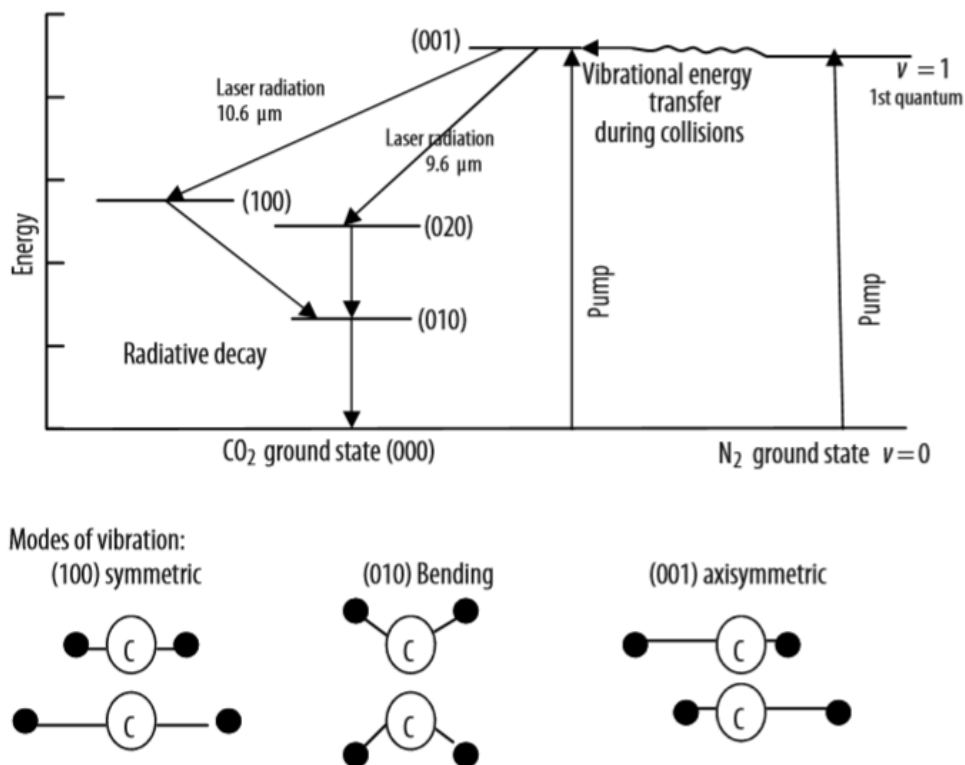 (001)
Laser radiation
10.6 μm
Laser radiation
9.6 μm
Vibrational energy
transfer
during collisions
v = 1
1st quantum
(100)
(020)
(010)
Energy
Pump
Pump
Radiative decay
CO₂ ground state (000)
N₂ ground state v=0
Modes of vibration:
(100) symmetric
(010) Bending
(001) axisymmetric
C
C
C
C
C
C